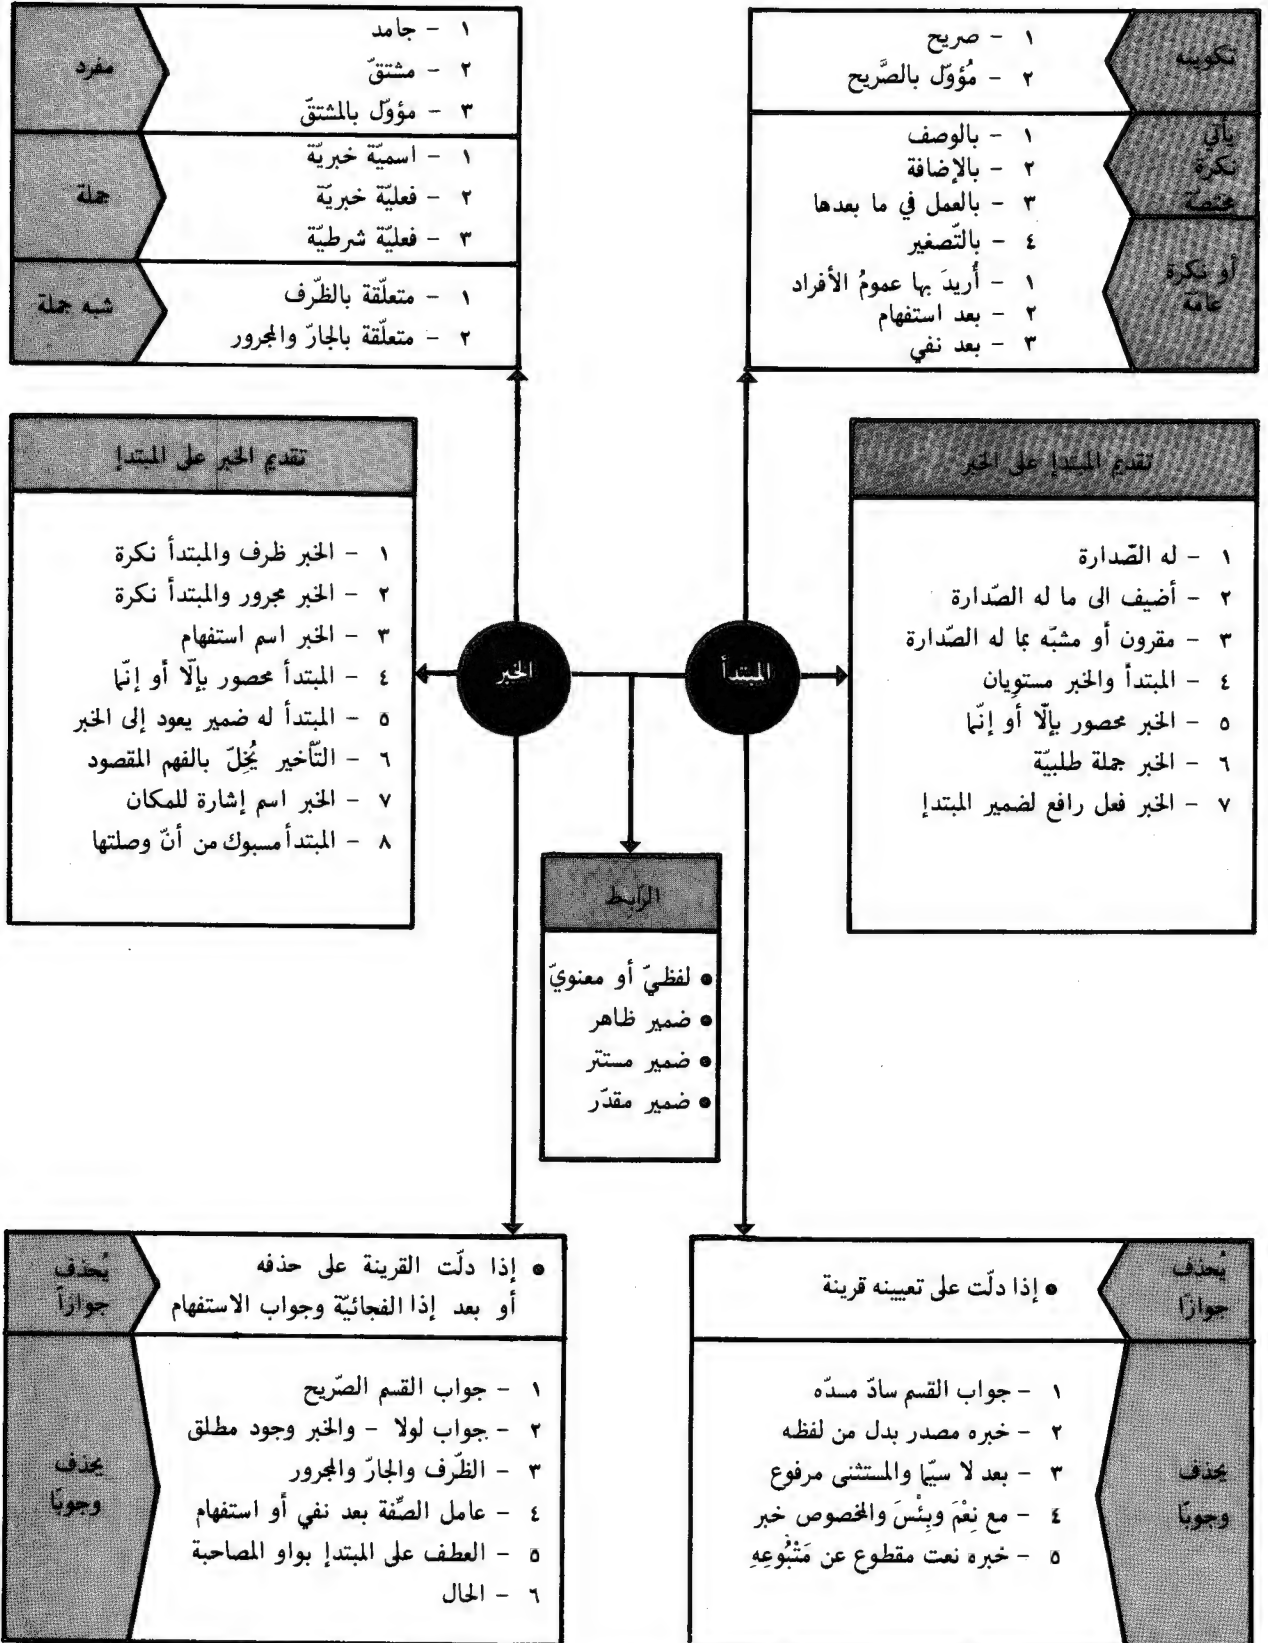 تكوينه
١ - صريح
٢ - مُؤوّل بالصَّريح
يأتي
نكرة
مختصّة
١ - بالوصف
٢ - بالإضافة
٣ - بالعمل في ما بعدها
٤ - بالتّصغير
أو نكرة
عامّة
١ - أُريدَ بها عمومُ الأفراد
٢ - بعد استفهام
٣ - بعد نفي
مفرد
١ - جامد
٢ - مشتقّ
٣ - مؤوّل بالمشتقّ
جملة
١ - اسميّة خبريّة
٢ - فعليّة خبريّة
٣ - فعليّة شرطيّة
شبه جملة
١ - متعلّقة بالظّرف
٢ - متعلّقة بالجارّ والمجرور
تقديم المبتدإ على الخبر
١ - له الصّدارة
٢ - أضيف الى ما له الصّدارة
٣ - مقرون أو مشبّه بما له الصّدارة
٤ - المبتدأ والخبر مستوِيان
٥ - الخبر محصور بإلّا أو إنّما
٦ - الخبر جملة طلبيّة
٧ - الخبر فعل رافع لضمير المبتدإ
المبتدأ
الخبر
تقديم الخبر على المبتدإ
١ - الخبر ظرف والمبتدأ نكرة
٢ - الخبر مجرور والمبتدأ نكرة
٣ - الخبر اسم استفهام
٤ - المبتدأ محصور بإلّا أو إنّما
٥ - المبتدأ له ضمير يعود إلى الخبر
٦ - التّأخير يُخِلّ بالفهم المقصود
٧ - الخبر اسم إشارة للمكان
٨ - المبتدأ مسبوك من أنّ وصلتها
الرّابط
• لفظيّ أو معنويّ
• ضمير ظاهر
• ضمير مستتر
• ضمير مقدّر
يُحذف
جوازًا
• إذا دلّت على تعيينه قرينة
يحذف
وجوبًا
١ - جواب القسم سادّ مسدّه
٢ - خبره مصدر بدل من لفظه
٣ - بعد لا سيّما والمستثنى مرفوع
٤ - مع نِعْمَ وبِئْسَ والمخصوص خبر
٥ - خبره نعت مقطوع عن مَتْبُوعِهِ
يُحذف
جوازاً
• إذا دلّت القرينة على حذفه
أو بعد إذا الفجائيّة وجواب الاستفهام
يحذف
وجوبًا
١ - جواب القسم الصّريح
٢ - جواب لولا - والخبر وجود مطلق
٣ - الظّرف والجارّ والمجرور
٤ - عامل الصِّفة بعد نفي أو استفهام
٥ - العطف على المبتدإ بواو المصاحبة
٦ - الحال